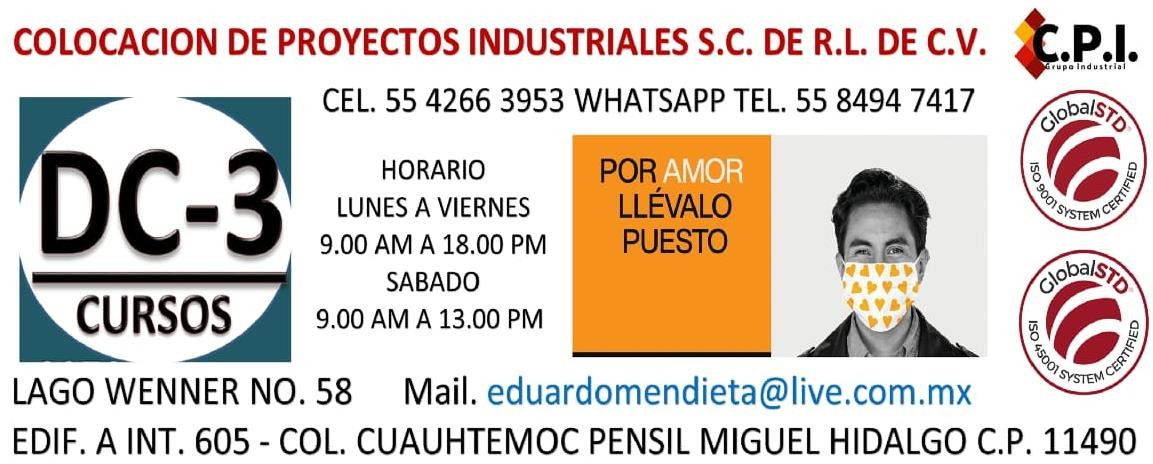 COLOCACION DE PROYECTOS INDUSTRIALES S.C. DE R.L. DE C.V.
C.P.I.
Grupo Industrial
CEL. 55 4266 3953 WHATSAPP TEL. 55 8494 7417
DC-3
CURSOS
HORARIO
LUNES A VIERNES
9.00 AM A 18.00 PM
SABADO
9.00 AM A 13.00 PM
POR AMOR
LLÉVALO
PUESTO
GlobalSTD
ISO 9001 SYSTEM CERTIFIED
GlobalSTD
ISO 45001 SYSTEM CERTIFIED
LAGO WENNER NO. 58 Mail. eduardomendieta@live.com.mx
EDIF. A INT. 605 - COL. CUAUHTEMOC PENSIL MIGUEL HIDALGO C.P. 11490